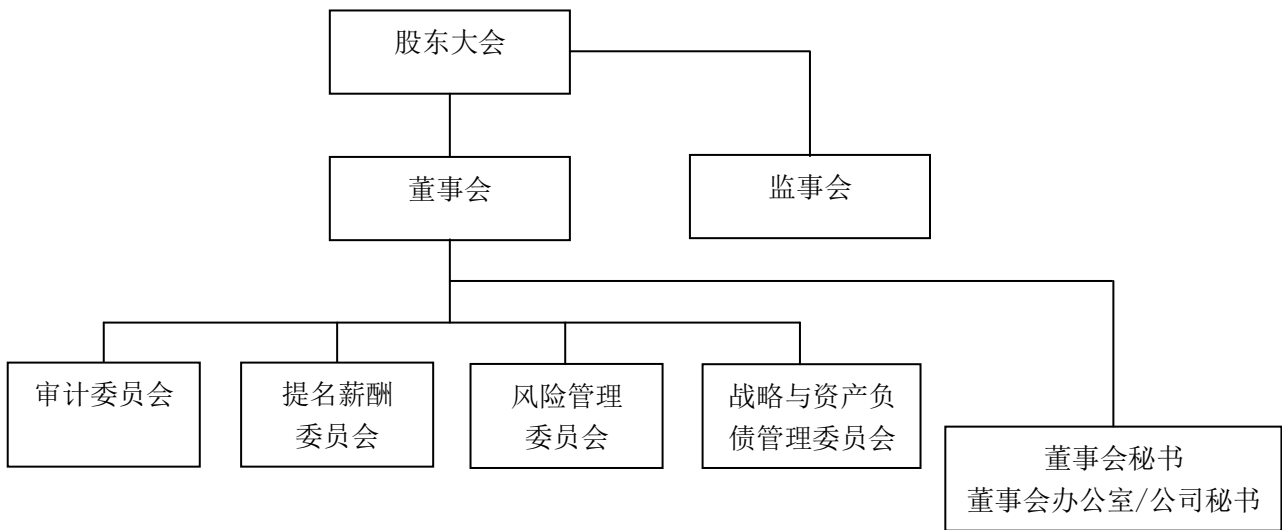 股东大会
董事会
监事会
审计委员会
提名薪酬
委员会
风险管理
委员会
战略与资产负
债管理委员会
董事会秘书
董事会办公室/公司秘书